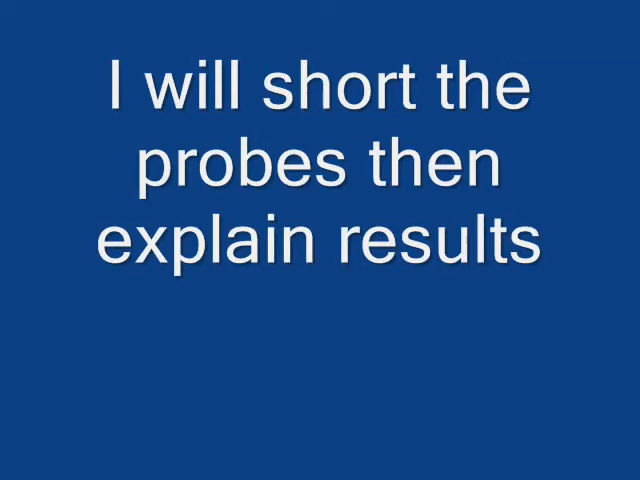 I will short the
probes then
explain results